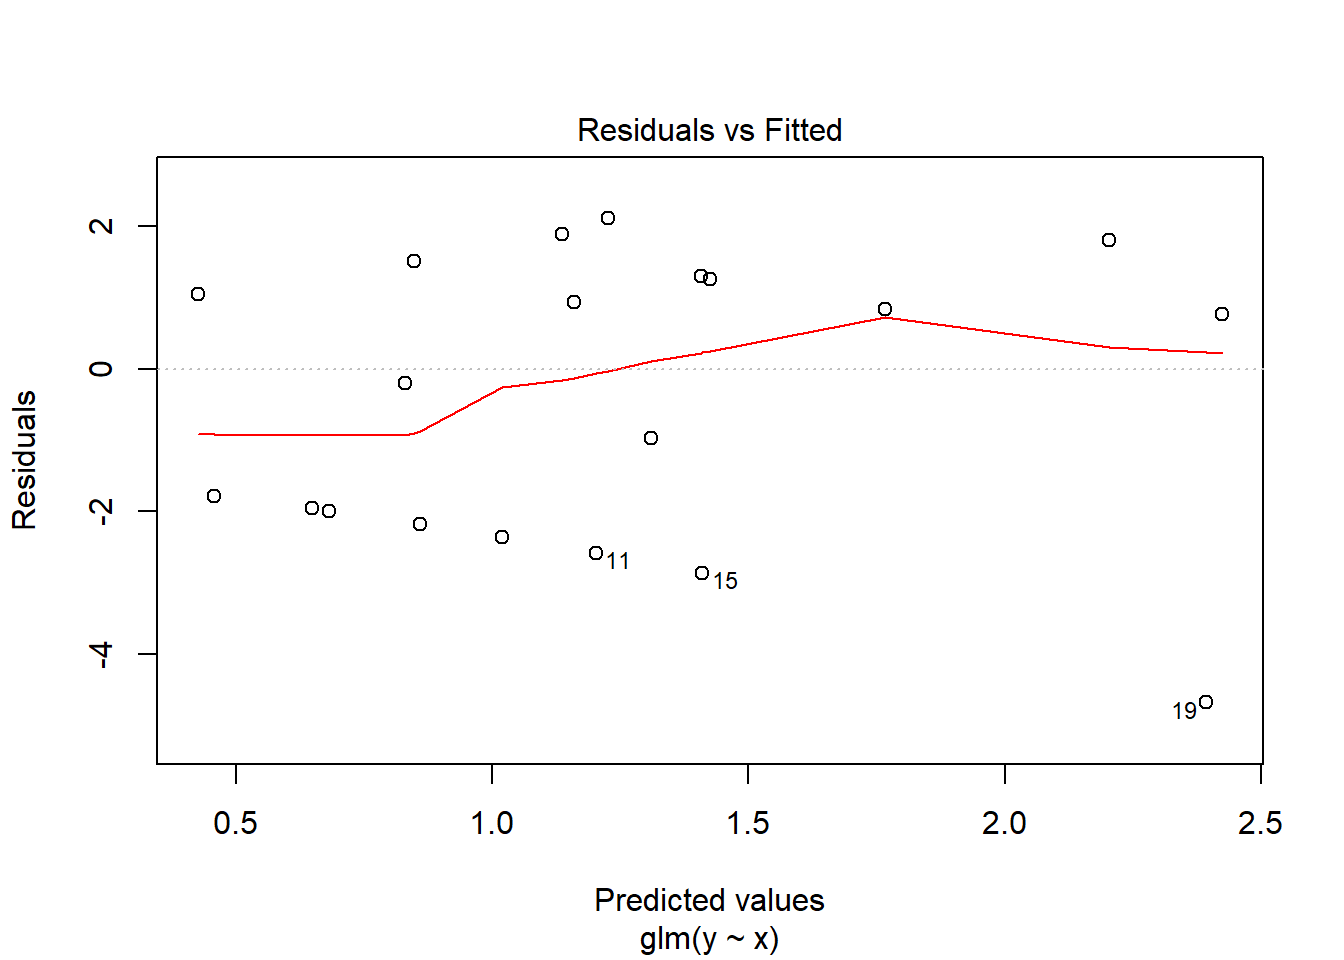 Residuals vs Fitted
Residuals
2
0
-2
-4
11
15
19
0.5 1.0 1.5 2.0 2.5
Predicted values
glm(y ~ x)